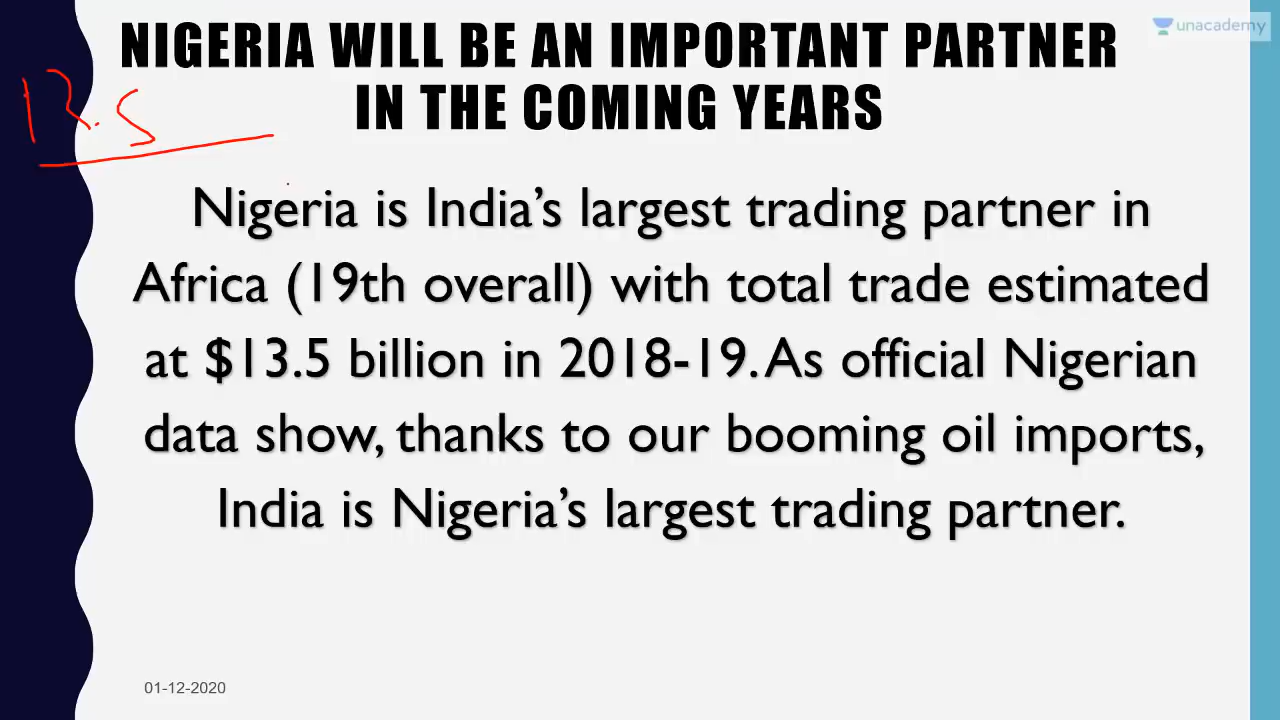 unacademy
NIGERIA WILL BE AN IMPORTANT PARTNER
IN THE COMING YEARS
13.5
Nigeria is India’s largest trading partner in
Africa (19th overall) with total trade estimated
at $13.5 billion in 2018-19. As official Nigerian
data show, thanks to our booming oil imports,
India is Nigeria’s largest trading partner.
01-12-2020